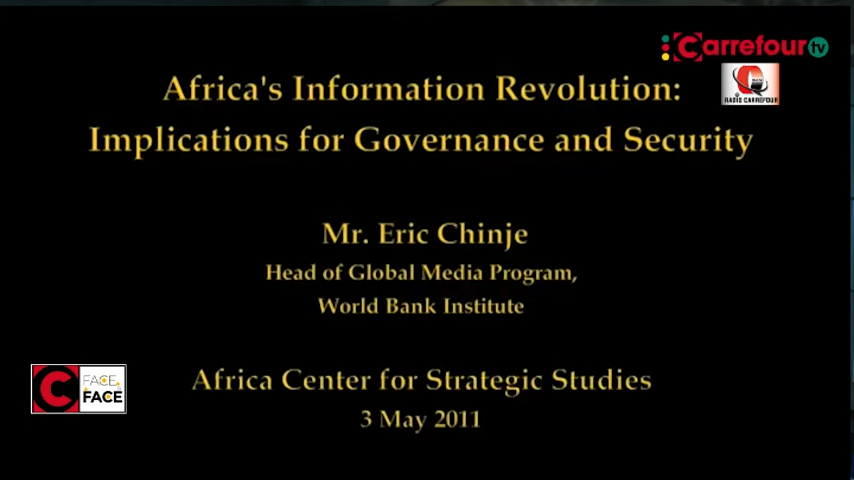 Carrefour tv
RADIO CARREFOUR
Africa's Information Revolution:
Implications for Governance and Security
Mr. Eric Chinje
Head of Global Media Program,
World Bank Institute
Africa Center for Strategic Studies
3 May 2011
C FACE
FACE